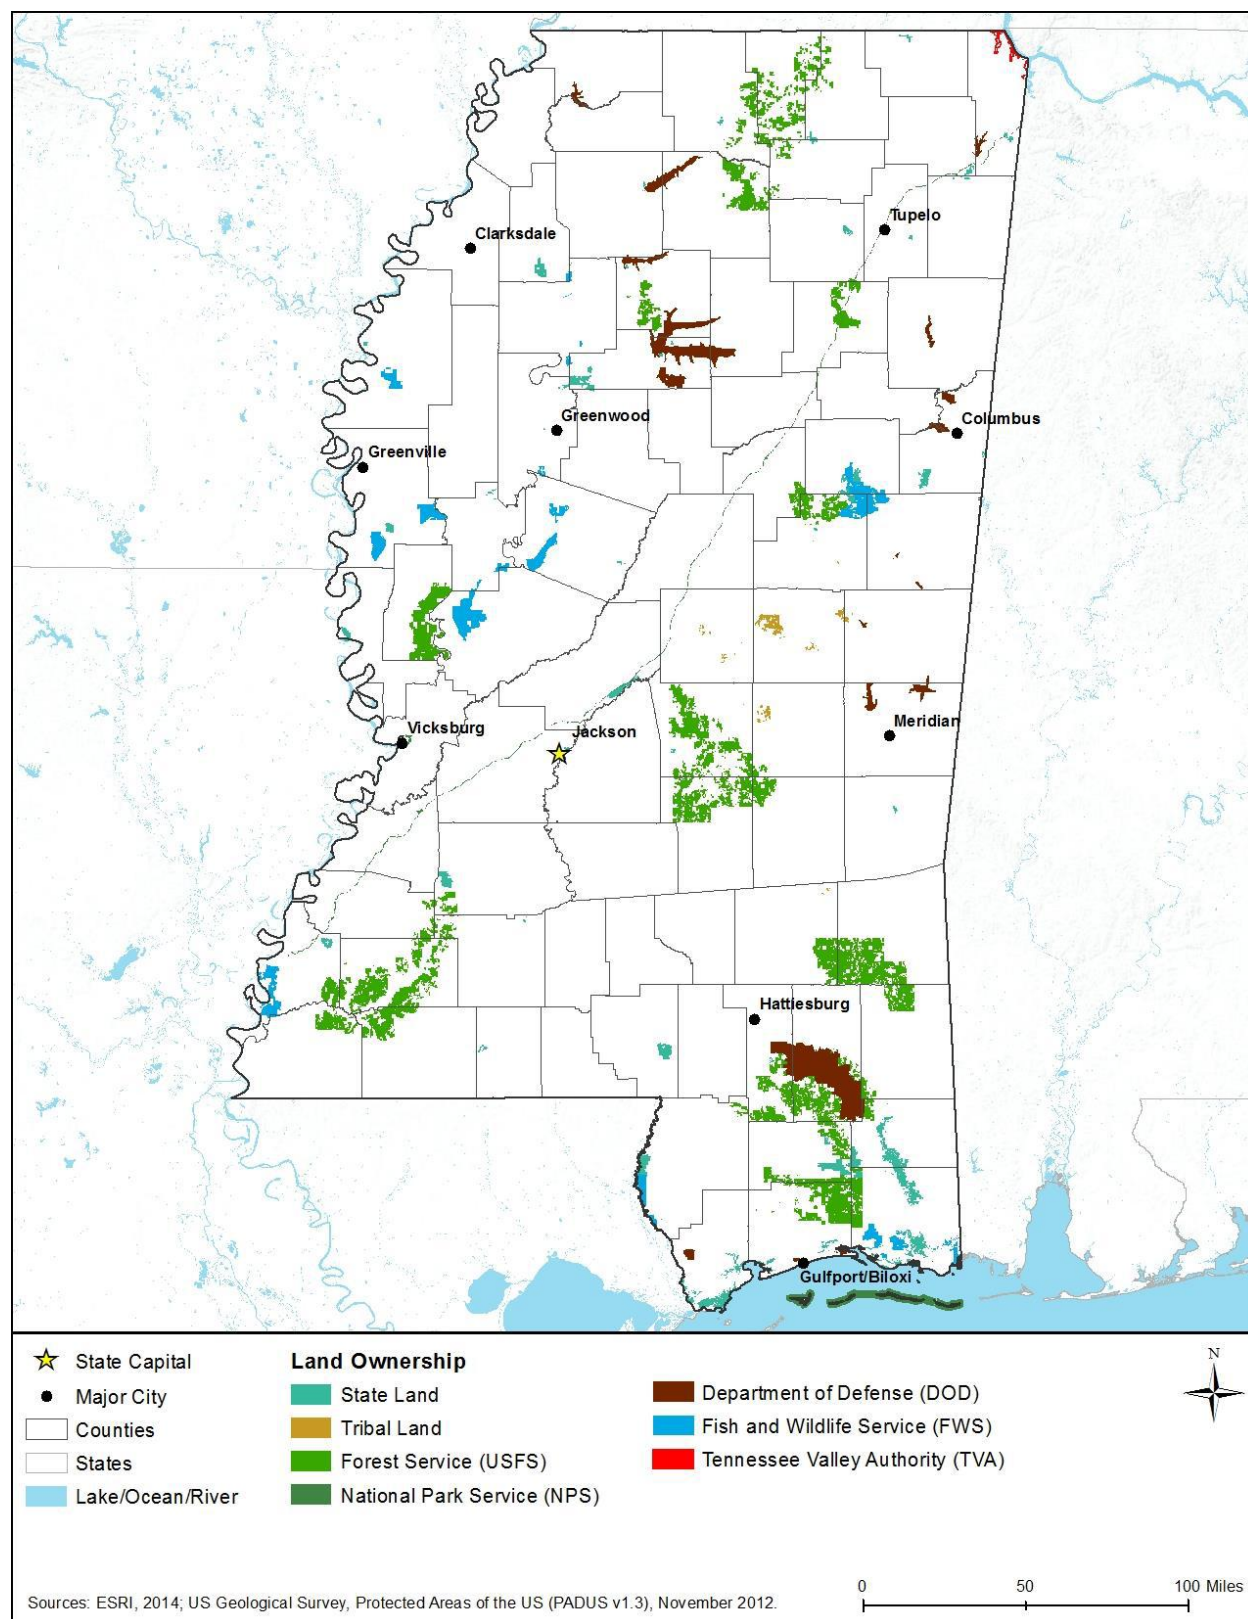 Tupelo
Clarksdale
Greenwood
Columbus
Greenville
Vicksburg
Jackson
Meridian
Hattiesburg
Gulfport/Biloxi
State Capital
Major City
Counties
States
Lake/Ocean/River
Land Ownership
State Land
Tribal Land
Forest Service (USFS)
National Park Service (NPS)
Department of Defense (DOD)
Fish and Wildlife Service (FWS)
Tennessee Valley Authority (TVA)
N
0 50 100 Miles
Sources: ESRI, 2014; US Geological Survey, Protected Areas of the US (PADUS v1.3), November 2012.